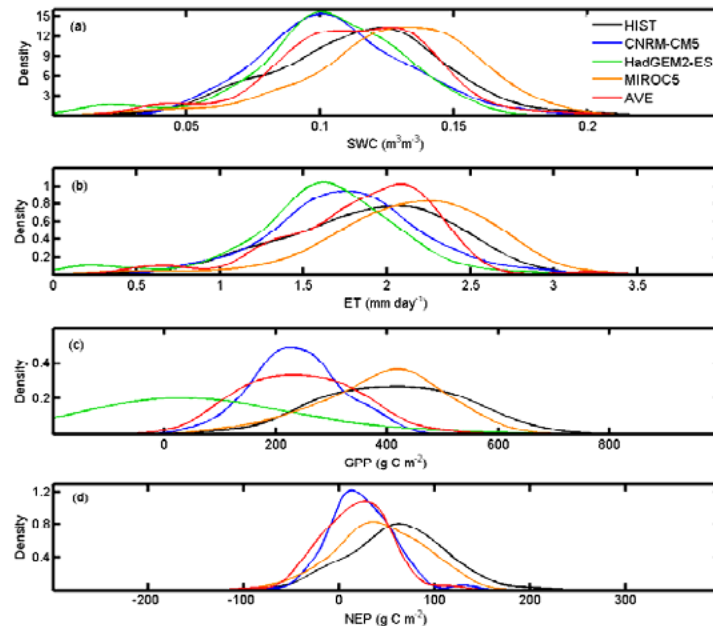 (a)
HIST
CNRM-CM5
HadGEM2-ES
MIROC5
AVE
Density
15
12
9
6
3
0.05 0.1 0.15 0.2
SWC (m³m⁻³)
(b)
Density
1
0.8
0.6
0.4
0.2
0 0.5 1 1.5 2 2.5 3 3.5
ET (mm day⁻¹)
(c)
Density
0.4
0.2
0 200 400 600 800
GPP (g C m⁻²)
(d)
Density
1.2
0.8
0.4
-200 -100 0 100 200 300
NEP (g C m⁻²)